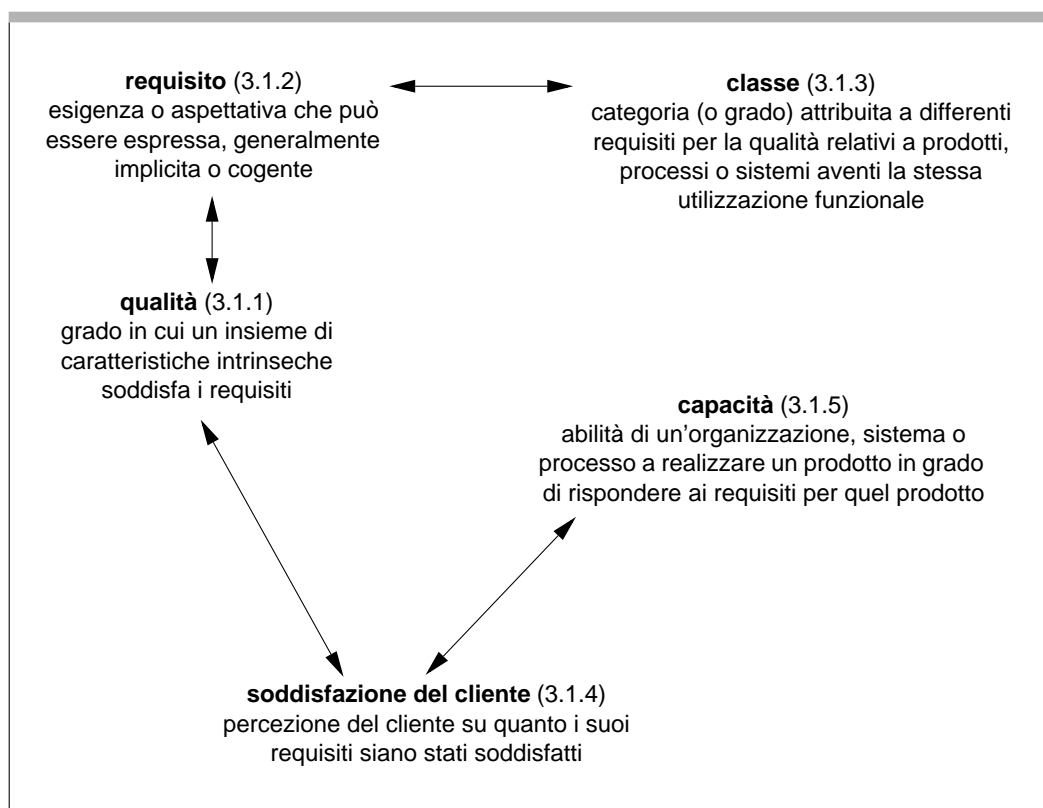 requisito (3.1.2)
esigenza o aspettativa che può
essere espressa, generalmente
implicita o cogente
classe (3.1.3)
categoria (o grado) attribuita a differenti
requisiti per la qualità relativi a prodotti,
processi o sistemi aventi la stessa
utilizzazione funzionale
qualità (3.1.1)
grado in cui un insieme di
caratteristiche intrinseche
soddisfa i requisiti
capacità (3.1.5)
abilità di un'organizzazione, sistema o
processo a realizzare un prodotto in grado
di rispondere ai requisiti per quel prodotto
soddisfazione del cliente (3.1.4)
percezione del cliente su quanto i suoi
requisiti siano stati soddisfatti